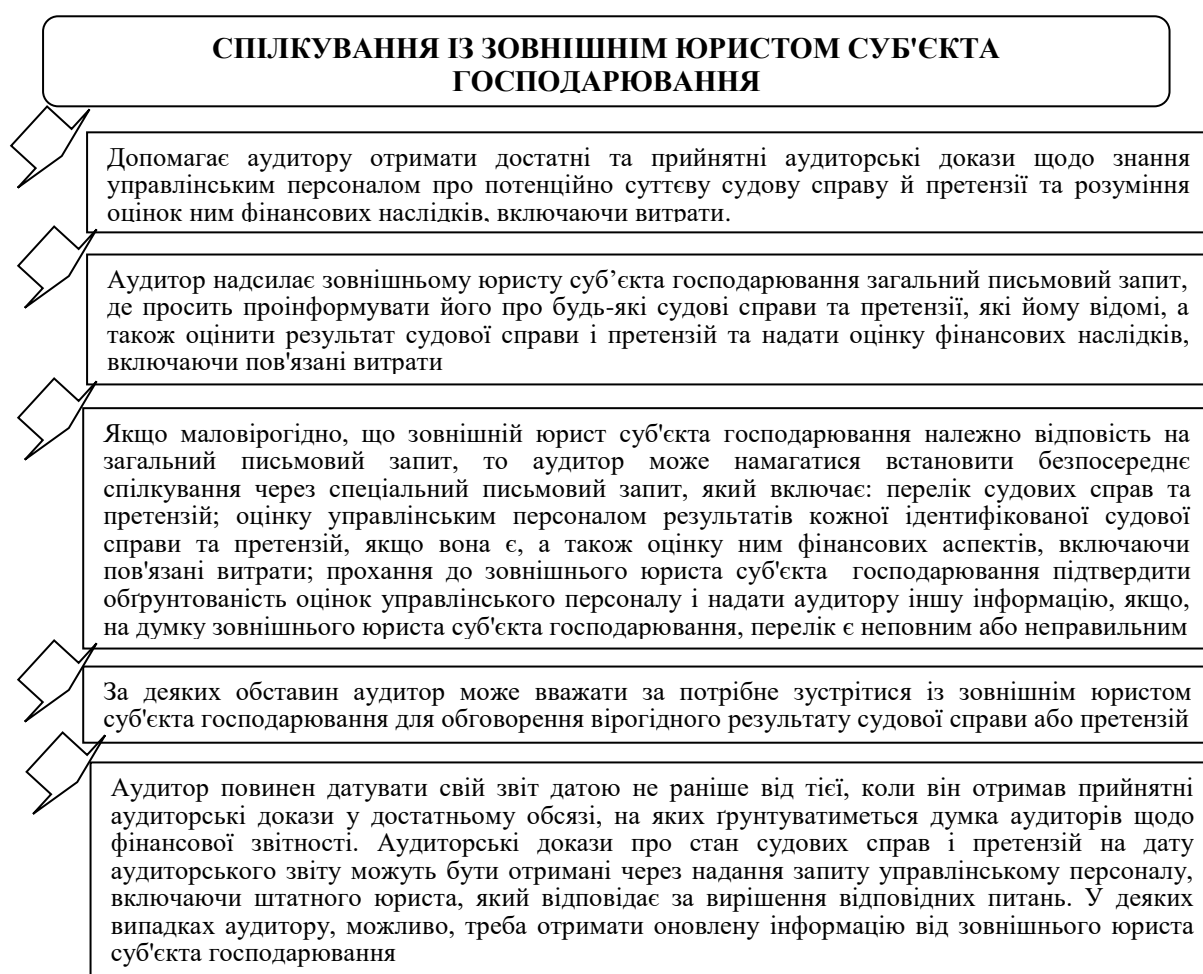 СПІЛКУВАННЯ ІЗ ЗОВНІШНІМ ЮРИСТОМ СУБ'ЄКТА
ГОСПОДАРЮВАННЯ
Допомагає аудитору отримати достатні та прийнятні аудиторські докази щодо знання
управлінським персоналом про потенційно суттєву судову справу й претензії та розуміння
оцінок ним фінансових наслідків, включаючи витрати.
Аудитор надсилає зовнішньому юристу суб’єкта господарювання загальний письмовий запит,
де просить проінформувати його про будь-які судові справи та претензії, які йому відомі, а
також оцінити результат судової справи і претензій та надати оцінку фінансових наслідків,
включаючи пов'язані витрати
Якщо маловірогідно, що зовнішній юрист суб'єкта господарювання належно відповість на
загальний письмовий запит, то аудитор може намагатися встановити безпосереднє
спілкування через спеціальний письмовий запит, який включає: перелік судових справ та
претензій; оцінку управлінським персоналом результатів кожної ідентифікованої судової
справи та претензій, якщо вона є, а також оцінку ним фінансових аспектів, включаючи
пов'язані витрати; прохання до зовнішнього юриста суб'єкта господарювання підтвердити
обґрунтованість оцінок управлінського персоналу і надати аудитору іншу інформацію, якщо,
на думку зовнішнього юриста суб'єкта господарювання, перелік є неповним або неправильним
За деяких обставин аудитор може вважати за потрібне зустрітися із зовнішнім юристом
суб'єкта господарювання для обговорення вірогідного результату судової справи або претензій
Аудитор повинен датувати свій звіт датою не раніше від тієї, коли він отримав прийнятні
аудиторські докази у достатньому обсязі, на яких ґрунтуватиметься думка аудиторів щодо
фінансової звітності. Аудиторські докази про стан судових справ і претензій на дату
аудиторського звіту можуть бути отримані через надання запиту управлінському персоналу,
включаючи штатного юриста, який відповідає за вирішення відповідних питань. У деяких
випадках аудитору, можливо, треба отримати оновлену інформацію від зовнішнього юриста
суб'єкта господарювання